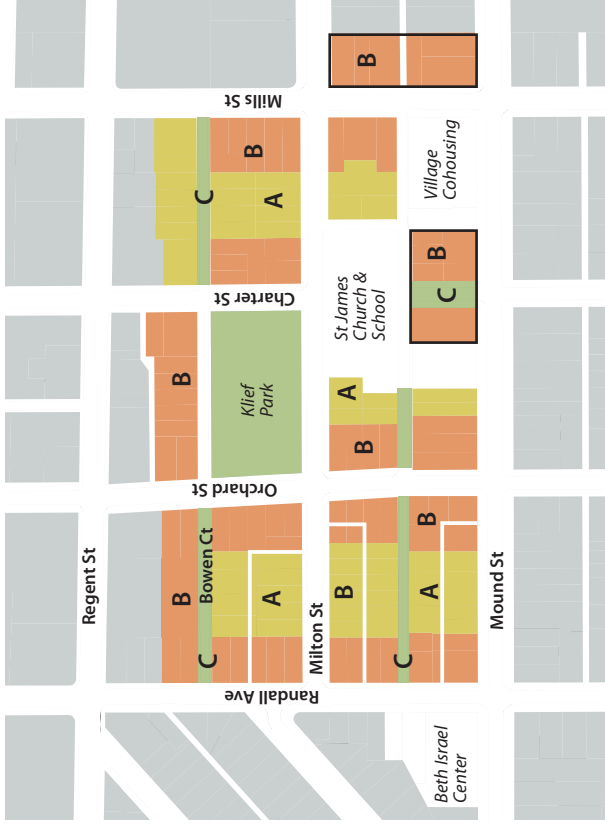 B
Mills St
B
C
A
Village
Cohousing
B
C
Charter St
St James
Church &
School
B
Klief
Park
A
B
Orchard St
Regent St
B
Bowen Ct
C
A
Milton St
B
B
A
C
Mound St
Randall Ave
Beth Israel
Center